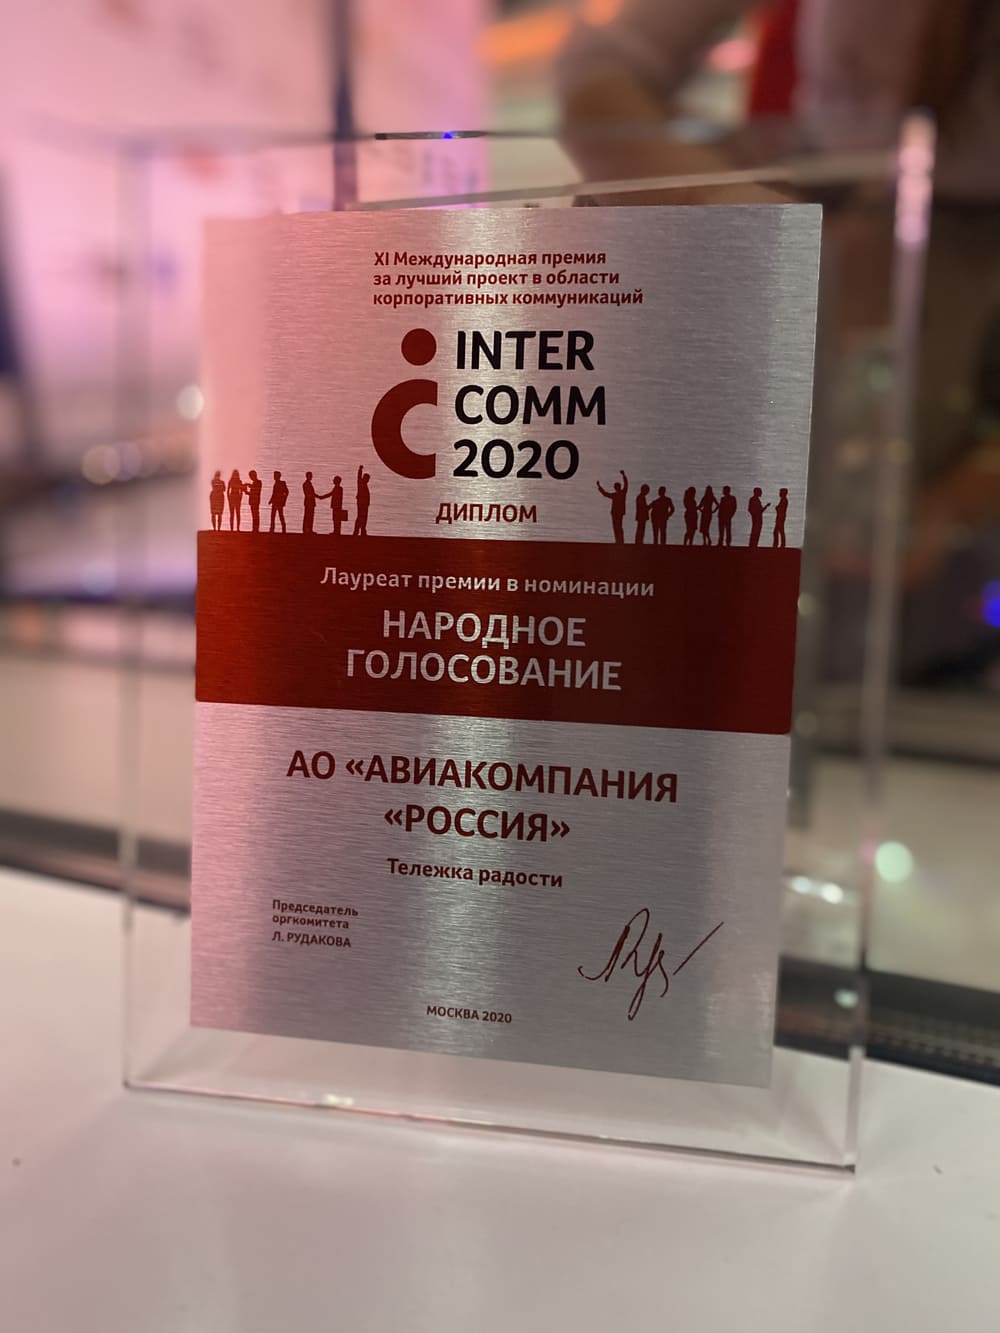 XI Международная премия
за лучший проект в области
корпоративных коммуникаций
INTER
COMM
2020
ДИПЛОМ
Лауреат премии в номинации
НАРОДНОЕ
ГОЛОСОВАНИЕ
АО «АВИАКОМПАНИЯ
«РОССИЯ»
Тележка радости
Председатель
оргкомитета
Л. РУДАКОВА
МОСКВА 2020